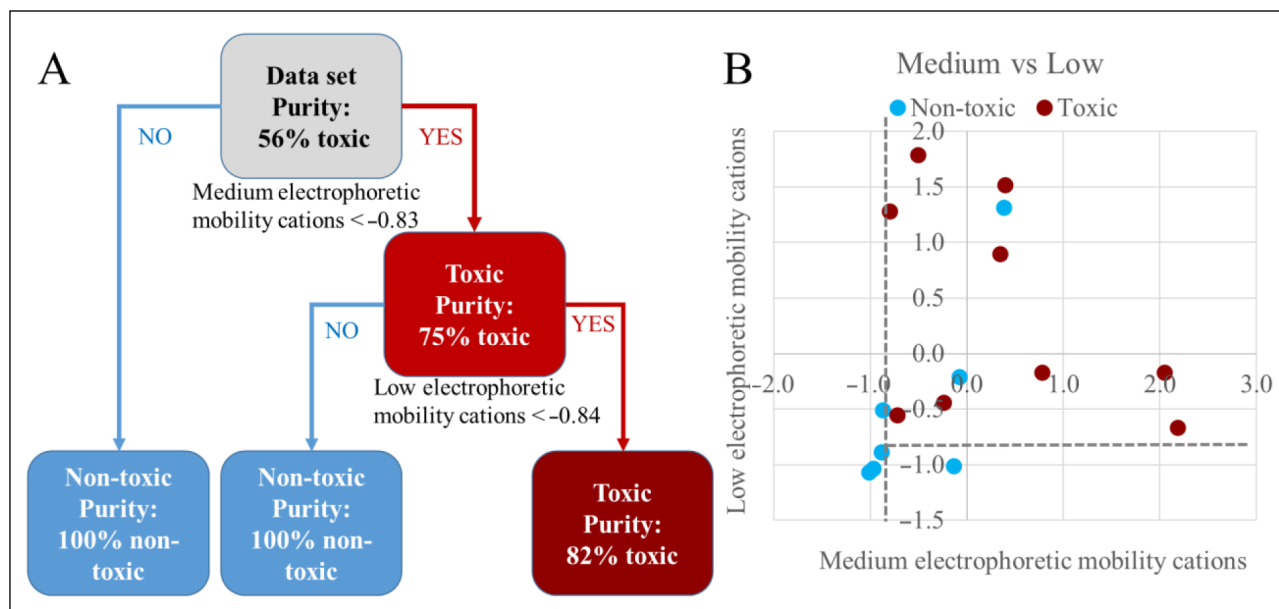 A
Data set
Purity:
56% toxic
NO
YES
Medium electrophoretic
mobility cations < –0.83
Toxic
Purity:
75% toxic
NO
YES
Low electrophoretic
mobility cations < –0.84
Non-toxic
Purity:
100% non-
toxic
Non-toxic
Purity:
100% non-
toxic
Toxic
Purity:
82% toxic
B
Medium vs Low
Non-toxic
Toxic
Low electrophoretic mobility cations
2.0
1.5
1.0
0.5
0.0
–2.0
–1.0
0.0
1.0
2.0
3.0
–0.5
–1.0
–1.5
Medium electrophoretic mobility cations